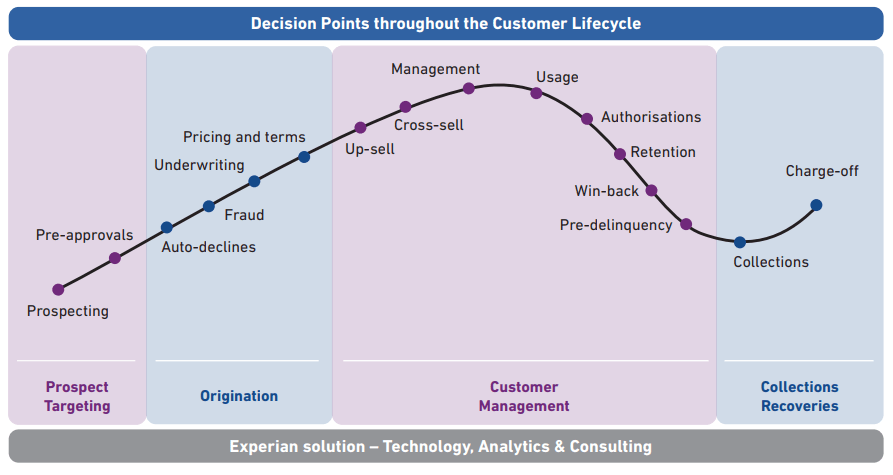 Decision Points throughout the Customer Lifecycle
Prospecting
Pre-approvals
Auto-declines
Fraud
Underwriting
Pricing and terms
Up-sell
Cross-sell
Management
Usage
Authorisations
Retention
Win-back
Pre-delinquency
Collections
Charge-off
Prospect
Targeting
Origination
Customer
Management
Collections
Recoveries
Experian solution – Technology, Analytics & Consulting